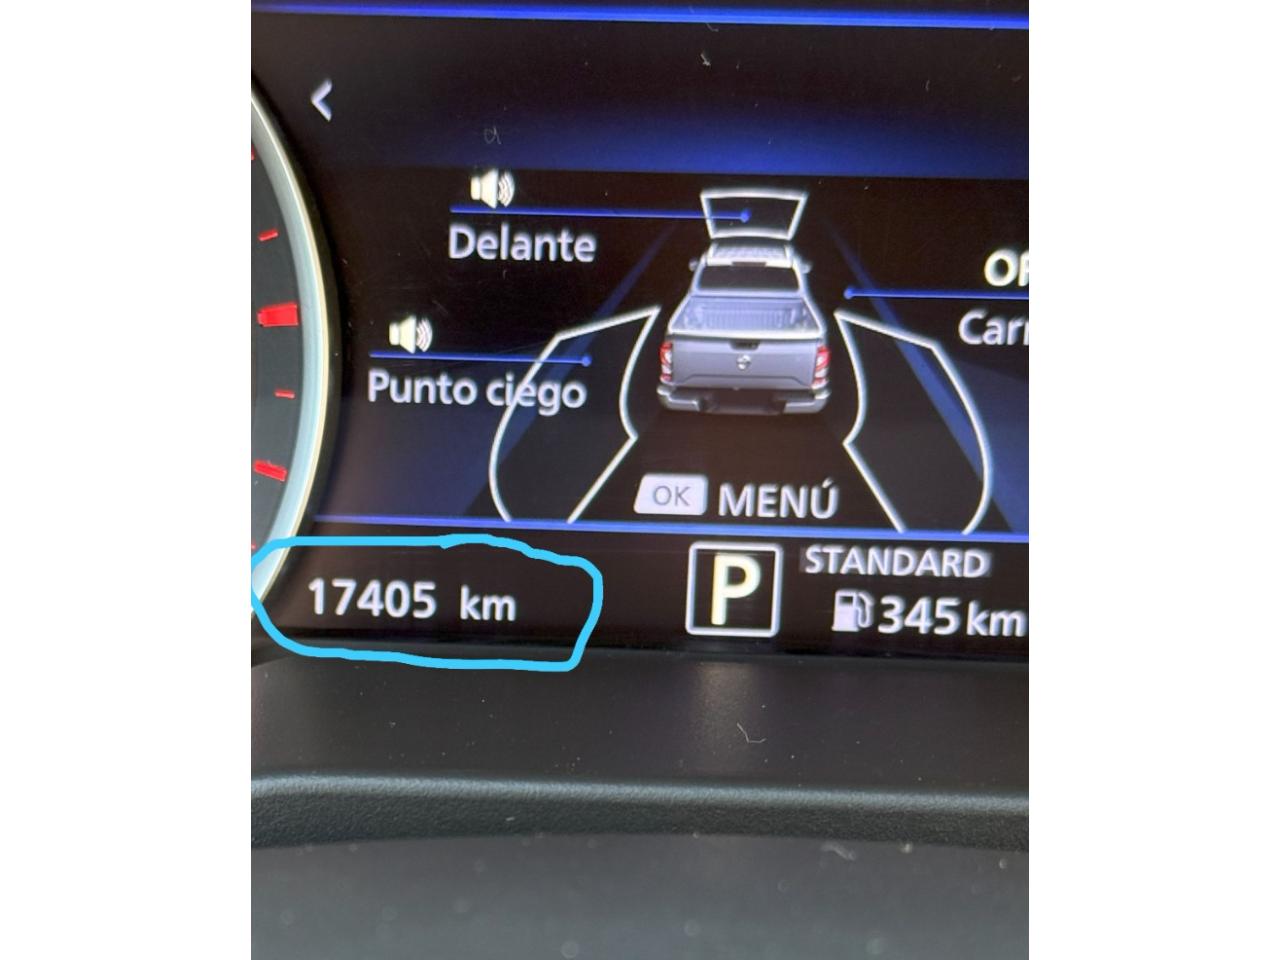 Delante
Punto ciego
OK MENÚ
17405 km
P
STANDARD
345 km